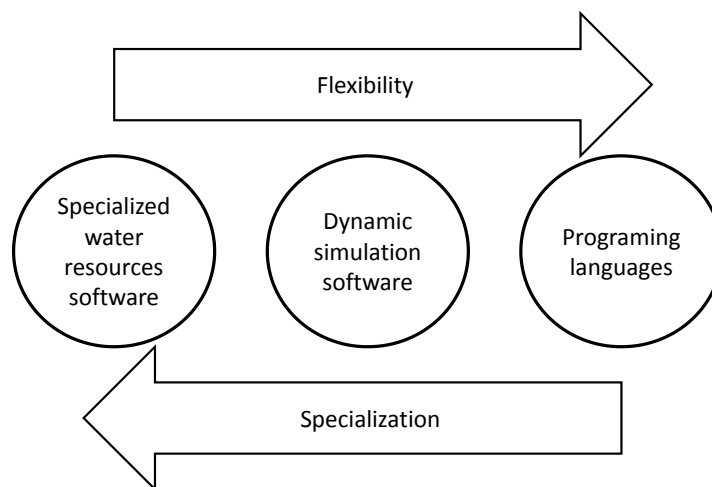 Flexibility
Specialized
water
resources
software
Dynamic
simulation
software
Programing
languages
Specialization